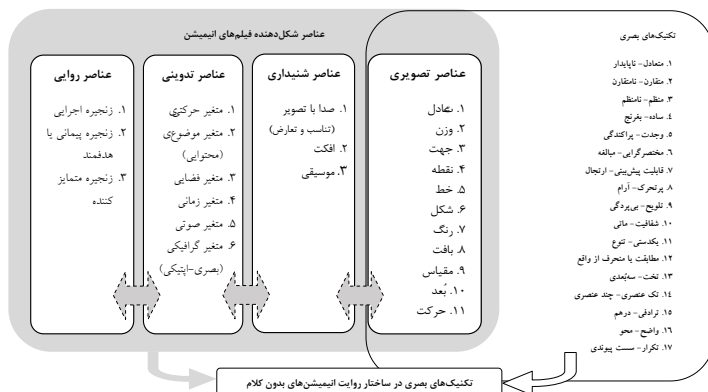 عناصر شکل‌دهنده فیلم‌های انیمیشن
تکنیک‌های بصری
۱. متعادل- ناپایدار
۲. متقارن- نامتقارن
۳. منظم- نامنظم
۴. ساده- بغرنج
۵. وحدت- پراکندگی
۶. مختصرگرایی- مبالغه
۷. قابلیت پیش‌بینی- ارتجال
۸. پرتحرک- آرام
۹. تلویح- بی‌پردگی
۱۰. شفافیت- ماتی
۱۱. یکدستی- تنوع
۱۲. مطابقت یا منحرف از واقع
۱۳. تخت- سه‌بُعدی
۱۴. تک عنصری- چند عنصری
۱۵. ترادفی- درهم
۱۶. واضح- محو
۱۷. تکرار- سست پیوندی
عناصر تصویری
۱. تعادل
۲. وزن
۳. جهت
۴. نقطه
۵. خط
۶. شکل
۷. رنگ
۸. بافت
۹. مقیاس
۱۰. بُعد
۱۱. حرکت
عناصر شنیداری
۱. صدا با تصویر
(تناسب و تعارض)
۲. افکت
۳. موسیقی
عناصر تدوینی
۱. متغیر حرکتی
۲. متغیر موضوعی
(محتوایی)
۳. متغیر فضایی
۴. متغیر زمانی
۵. متغیر صوتی
۶. متغیر گرافیکی
(بصری-اپتیکی)
عناصر روایی
۱. زنجیره اجرایی
۲. زنجیره پیمانی یا
هدفمند
۳. زنجیره متمایز
کننده
تکنیک‌های بصری در ساختار روایت انیمیشن‌های بدون کلام